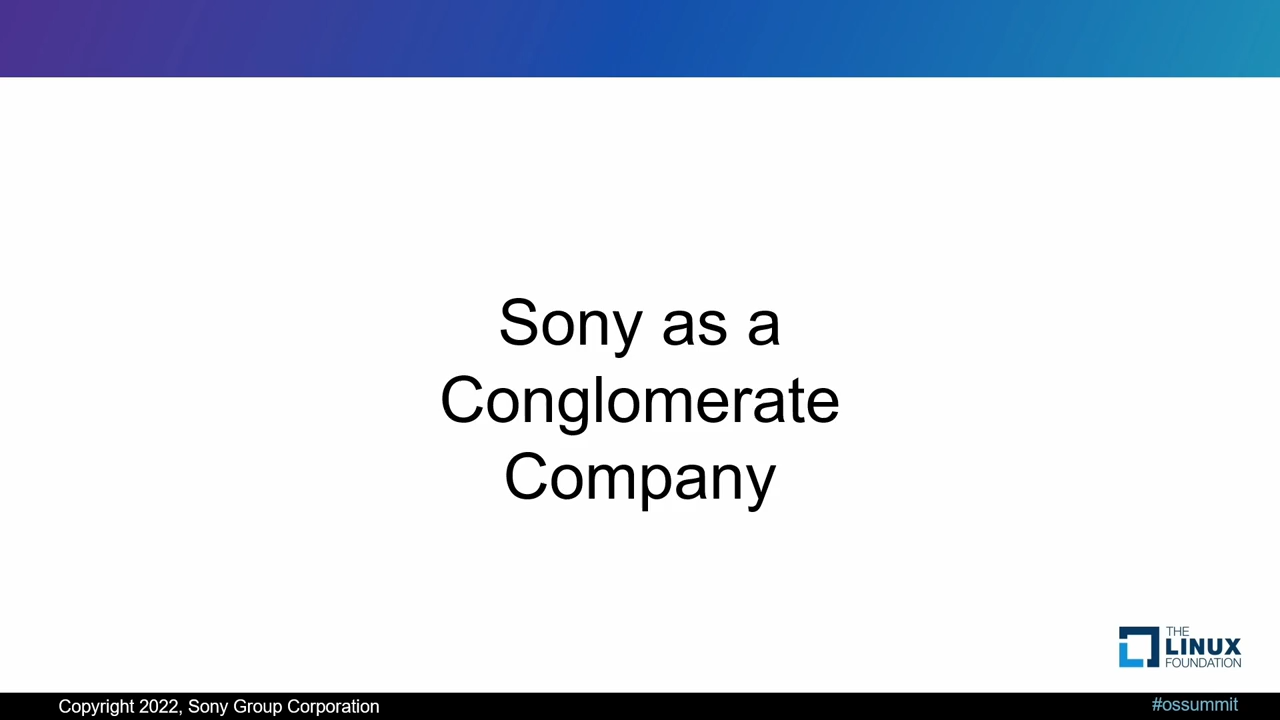 Sony as a
Conglomerate
Company
THE
LINUX
FOUNDATION
Copyright 2022, Sony Group Corporation
#ossummit